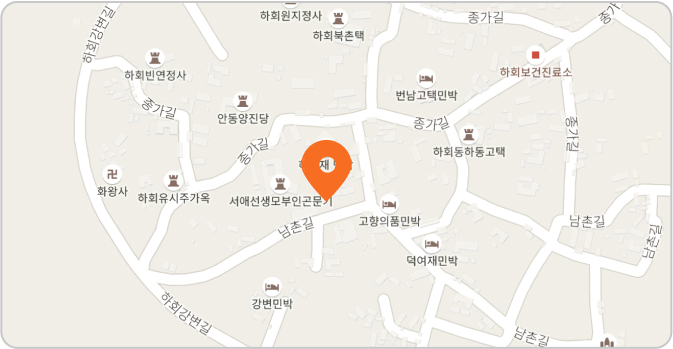 하회원지정사
하회북촌택
종가길
종가길
하회강변길
하회빈연정사
하회보건진료소
번남고택민박
종가길
안동양진당
종가길
종가길
종가길
하회동하동고택
화왕사
하회유시주가옥
서애선생모부인곤문기
고향의품민박
남촌길
남촌길
남촌길
덕여재민박
강변민박
하회강변길
남촌길